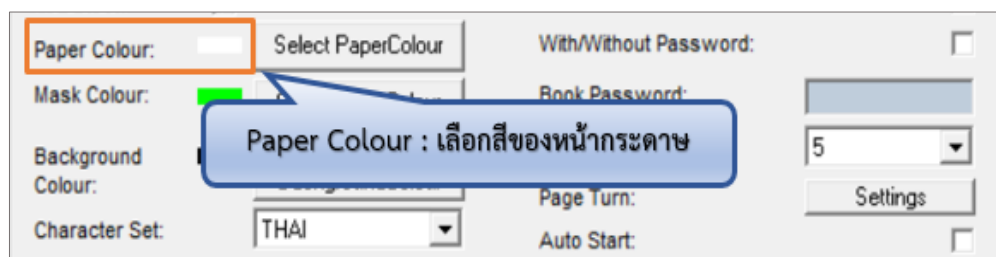 Paper Colour: Select PaperColour With/Without Password:
Mask Colour: Book Password:
Paper Colour : เลือกสีของหน้ากระดาษ
Background Colour: 5
Page Turn: Settings
Character Set: THAI Auto Start: